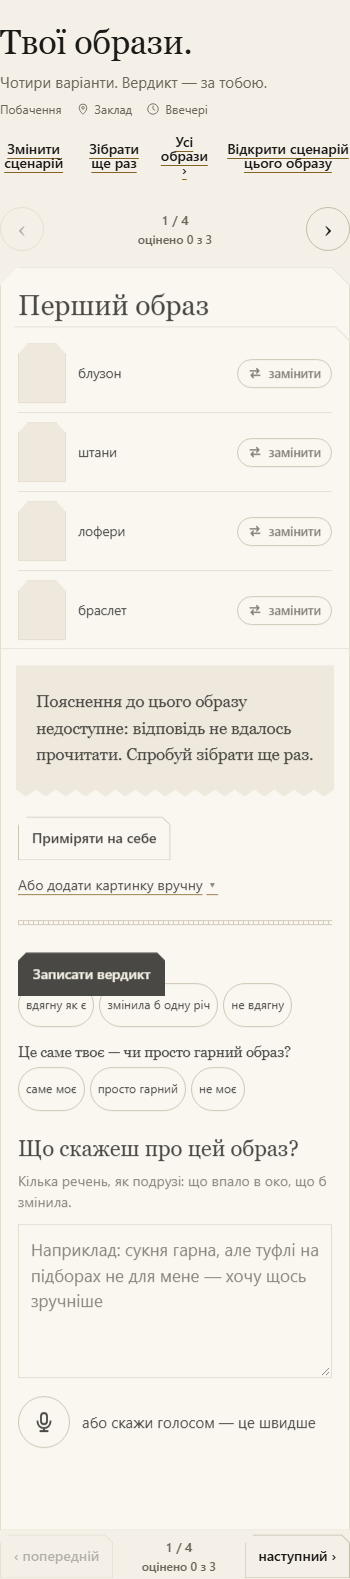 Твої образи.
Чотири варіанти. Вердикт — за тобою.
Побачення Заклад Ввечері
Змінити сценарій
Зібрати ще раз
Усі образи ›
Відкрити сценарій цього образу
‹ 1 / 4 ›
оцінено 0 з 3
Перший образ
блузон замінити
штани замінити
лофери замінити
браслет замінити
Пояснення до цього образу
недоступне: відповідь не вдалось
прочитати. Спробуй зібрати ще раз.
Приміряти на себе
Або додати картинку вручну ▾
Записати вердикт
вдягну як є змінила б одну річ не вдягну
Це саме твоє — чи просто гарний образ?
саме моє просто гарний не моє
Що скажеш про цей образ?
Кілька речень, як подрузі: що впало в око, що б
змінила.
Наприклад: сукня гарна, але туфлі на
підборах не для мене — хочу щось
зручніше
або скажи голосом — це швидше
‹ попередній 1 / 4 наступний ›
оцінено 0 з 3